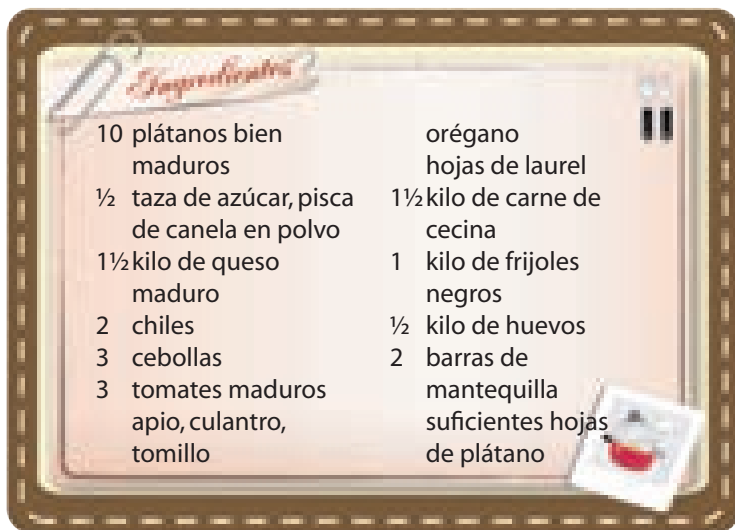 Ingredientes
10 plátanos bien
maduros
½ taza de azúcar, pisca
de canela en polvo
1½ kilo de queso
maduro
2 chiles
3 cebollas
3 tomates maduros
apio, culantro,
tomillo
orégano
hojas de laurel
1½ kilo de carne de
cecina
1 kilo de frijoles
negros
½ kilo de huevos
2 barras de
mantequilla
suficientes hojas
de plátano